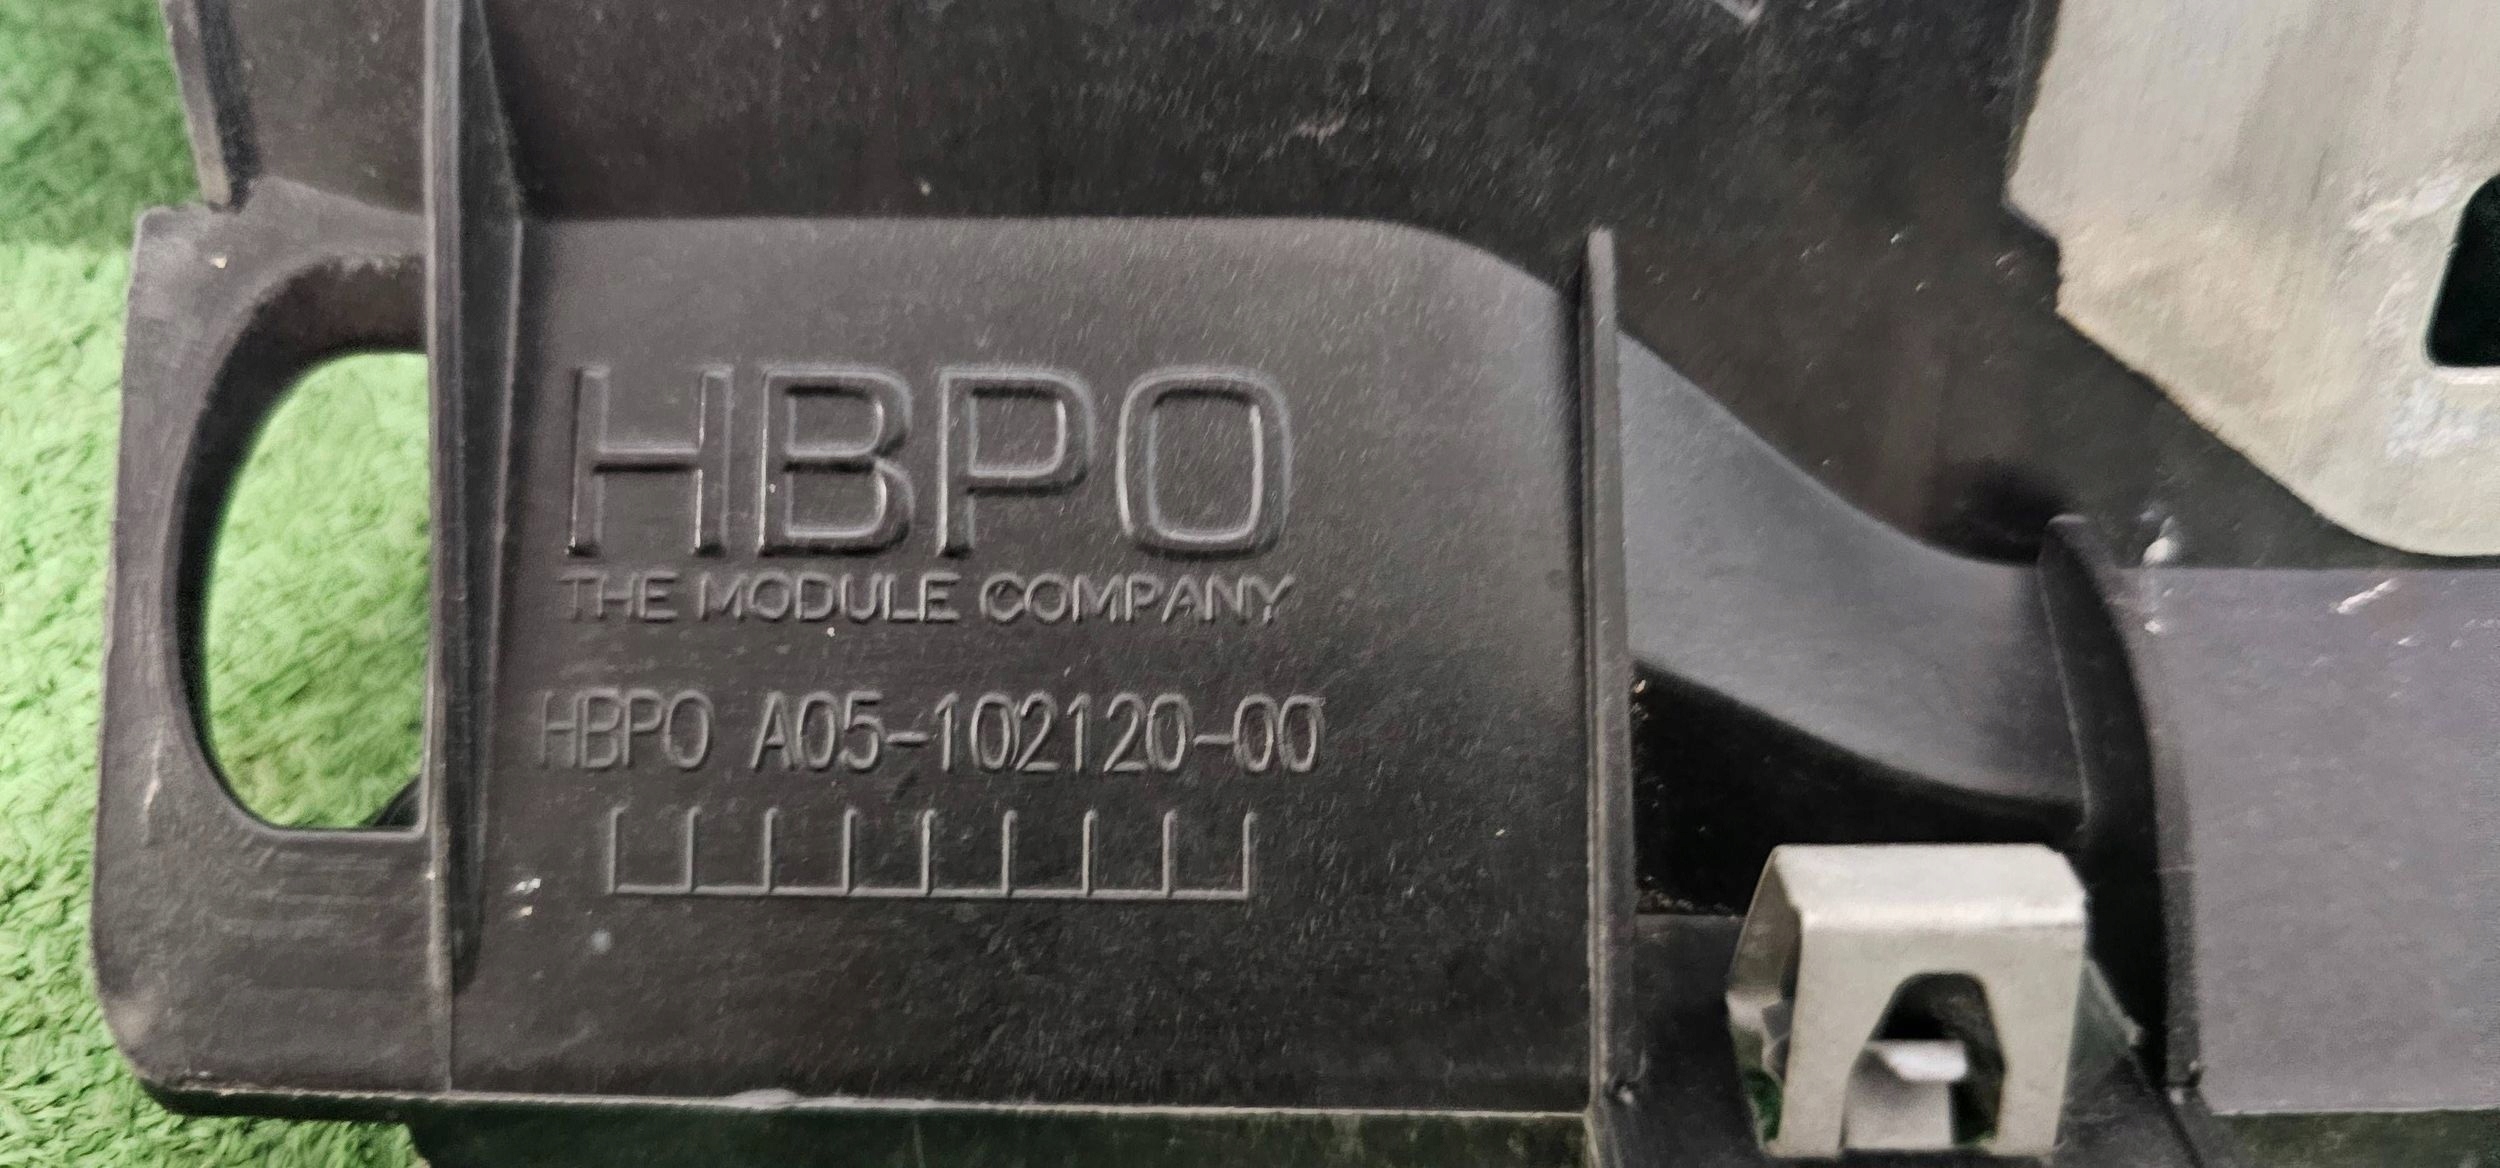 HBPO
THE MODULE COMPANY
HBPO A05-102120-00